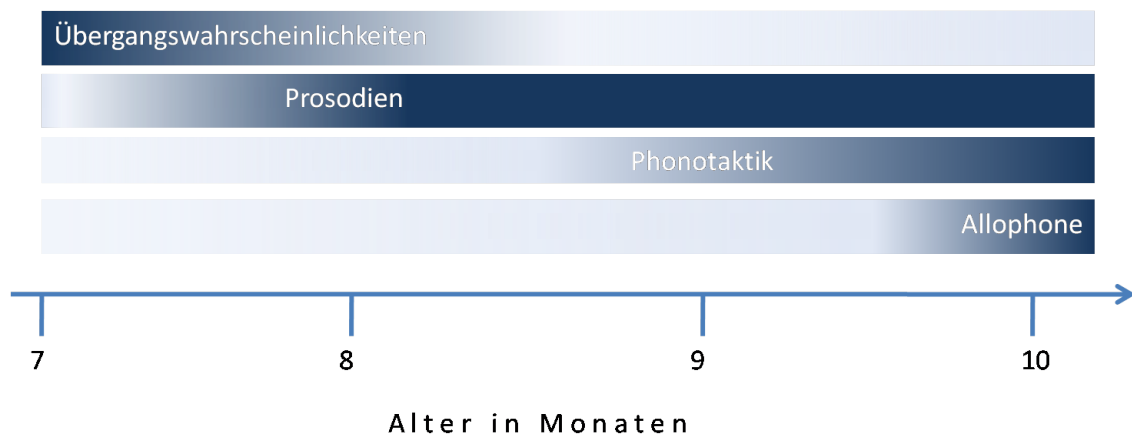 Übergangswahrscheinlichkeiten
Prosodien
Phonotaktik
Allophone
7 8 9 10
Alter in Monaten